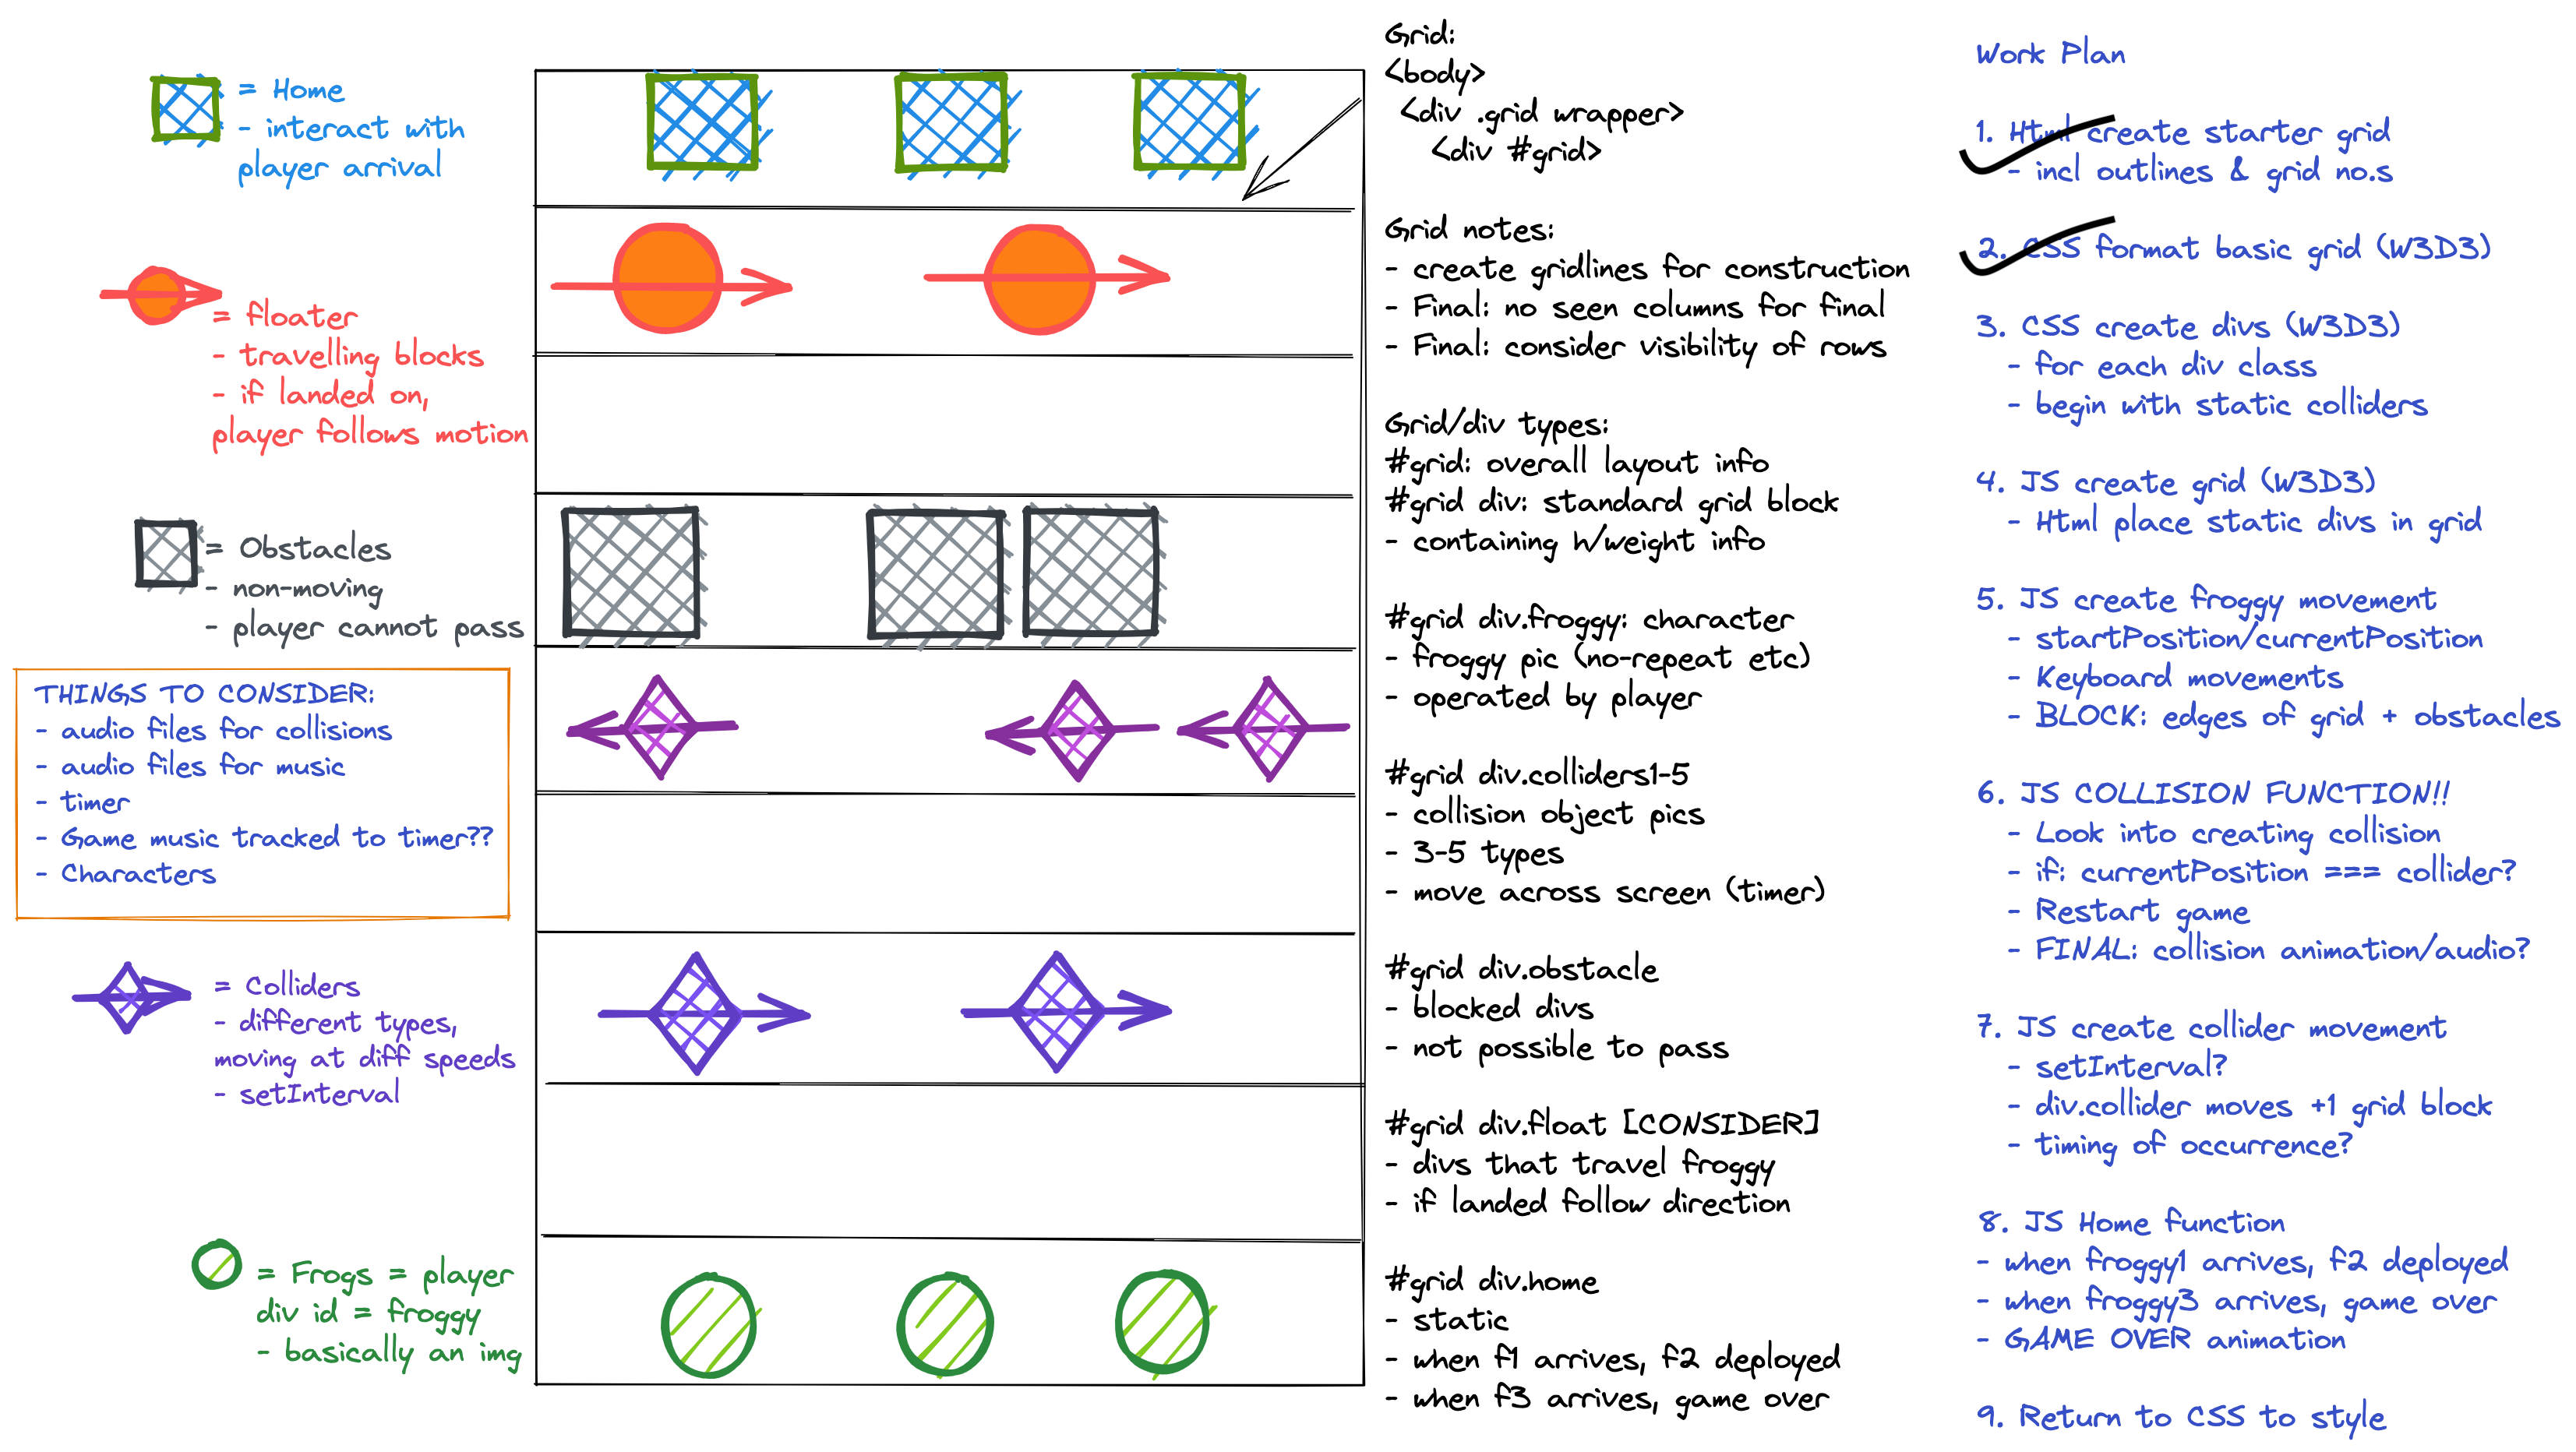 = Home
- interact with
player arrival
= floater
- travelling blocks
- if landed on,
player follows motion
= Obstacles
- non-moving
- player cannot pass
THINGS TO CONSIDER:
- audio files for collisions
- audio files for music
- timer
- Game music tracked to timer??
- Characters
= Colliders
- different types,
moving at diff speeds
- setInterval
= Frogs = player
div id = froggy
- basically an img
Grid:
<body>
<div .grid wrapper>
<div #grid>
Grid notes:
- create gridlines for construction
- Final: no seen columns for final
- Final: consider visibility of rows
Grid/div types:
#grid: overall layout info
#grid div: standard grid block
- containing h/weight info
#grid div.froggy: character
- froggy pic (no-repeat etc)
- operated by player
#grid div.colliders1-5
- collision object pics
- 3-5 types
- move across screen (timer)
#grid div.obstacle
- blocked divs
- not possible to pass
#grid div.float [CONSIDER]
- divs that travel froggy
- if landed follow direction
#grid div.home
- static
- when f1 arrives, f2 deployed
- when f3 arrives, game over
Work Plan
1. Html create starter grid
- incl outlines & grid no.s
2. CSS format basic grid (W3D3)
3. CSS create divs (W3D3)
- for each div class
- begin with static colliders
4. JS create grid (W3D3)
- Html place static divs in grid
5. JS create froggy movement
- startPosition/currentPosition
- Keyboard movements
- BLOCK: edges of grid + obstacles
6. JS COLLISION FUNCTION!!
- Look into creating collision
- if: currentPosition === collider?
- Restart game
- FINAL: collision animation/audio?
7. JS create collider movement
- setInterval?
- div.collider moves +1 grid block
- timing of occurrence?
8. JS Home function
- when froggy1 arrives, f2 deployed
- when froggy3 arrives, game over
- GAME OVER animation
9. Return to CSS to style